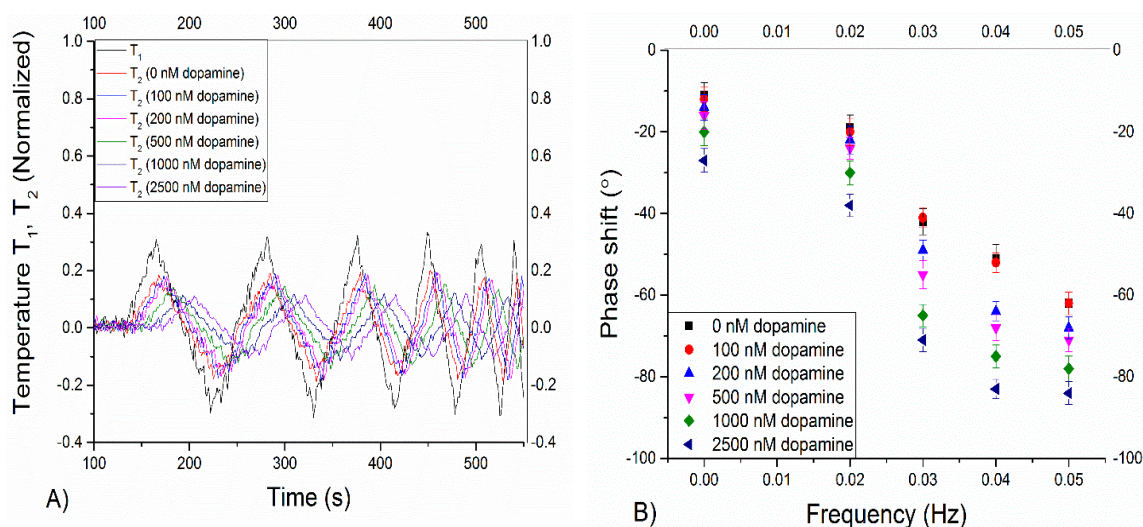 100 200 300 400 500
1.0 1.0
T1
T2 (0 nM dopamine)
T2 (100 nM dopamine)
T2 (200 nM dopamine)
T2 (500 nM dopamine)
T2 (1000 nM dopamine)
T2 (2500 nM dopamine)
0.8 0.8
0.6 0.6
0.4 0.4
0.2 0.2
0.0 0.0
-0.2 -0.2
-0.4 -0.4
Temperature T1, T2 (Normalized)
100 200 300 400 500
Time (s)
A)
0.00 0.01 0.02 0.03 0.04 0.05
0 0
-20 -20
-40 -40
-60 -60
-80 -80
-100 -100
Phase shift (°)
0 nM dopamine
100 nM dopamine
200 nM dopamine
500 nM dopamine
1000 nM dopamine
2500 nM dopamine
0.00 0.01 0.02 0.03 0.04 0.05
B)
Frequency (Hz)